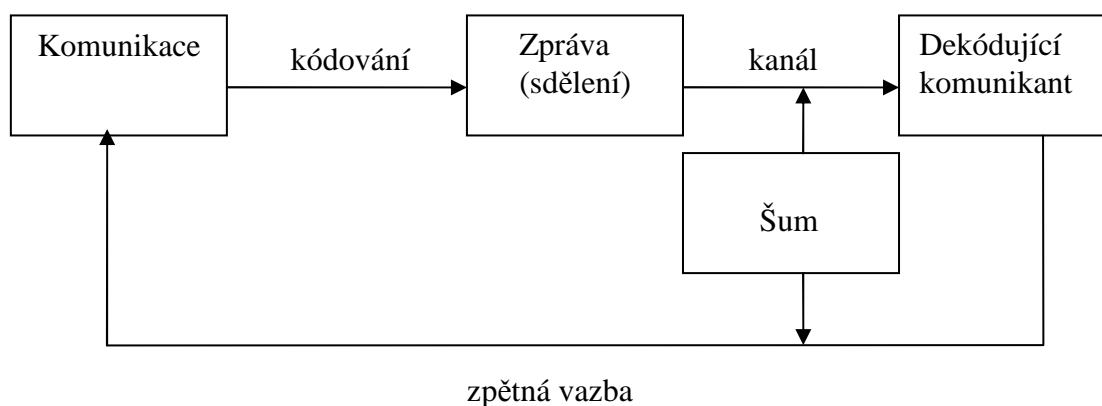 Komunikace
kódování
Zpráva
(sdělení)
kanál
Dekódující
komunikant
Šum
zpětná vazba